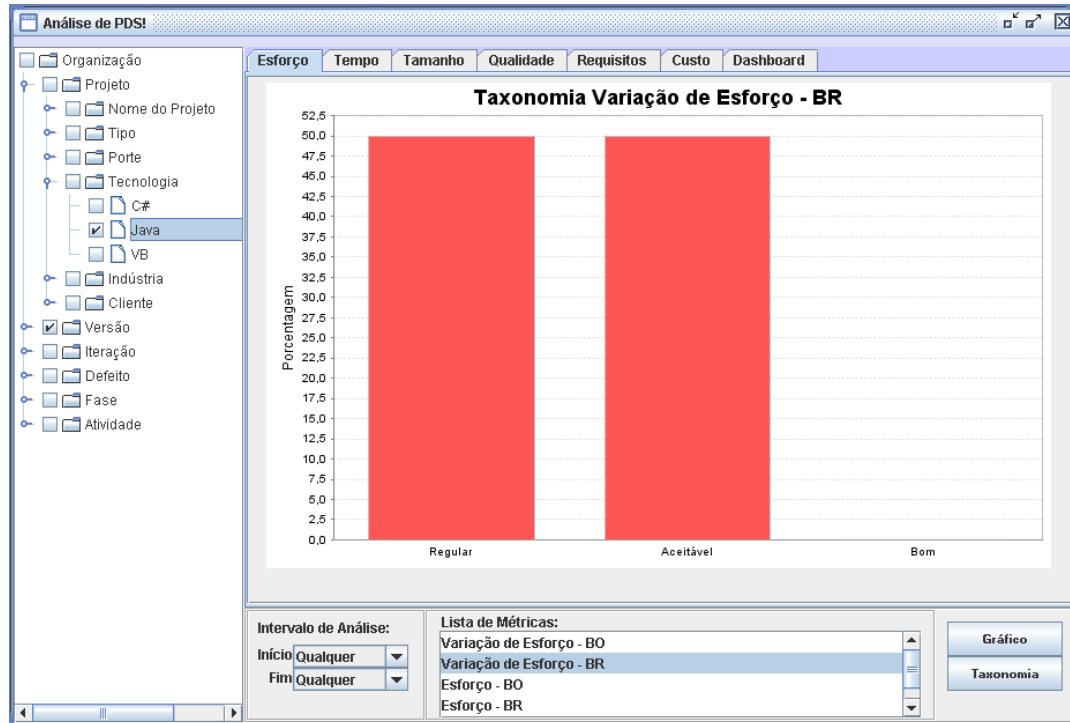 Análise de PDS!
Organização
Projeto
Nome do Projeto
Tipo
Porte
Tecnologia
C#
Java
VB
Indústria
Cliente
Versão
Iteração
Defeito
Fase
Atividade
Esforço Tempo Tamanho Qualidade Requisitos Custo Dashboard
Taxonomia Variação de Esforço - BR
Porcentagem
52,5
50,0
47,5
45,0
42,5
40,0
37,5
35,0
32,5
30,0
27,5
25,0
22,5
20,0
17,5
15,0
12,5
10,0
7,5
5,0
2,5
0,0
Regular Aceitável Bom
Intervalo de Análise:
Início Qualquer
Fim Qualquer
Lista de Métricas:
Variação de Esforço - BO
Variação de Esforço - BR
Esforço - BO
Esforço - BR
Gráfico
Taxonomia